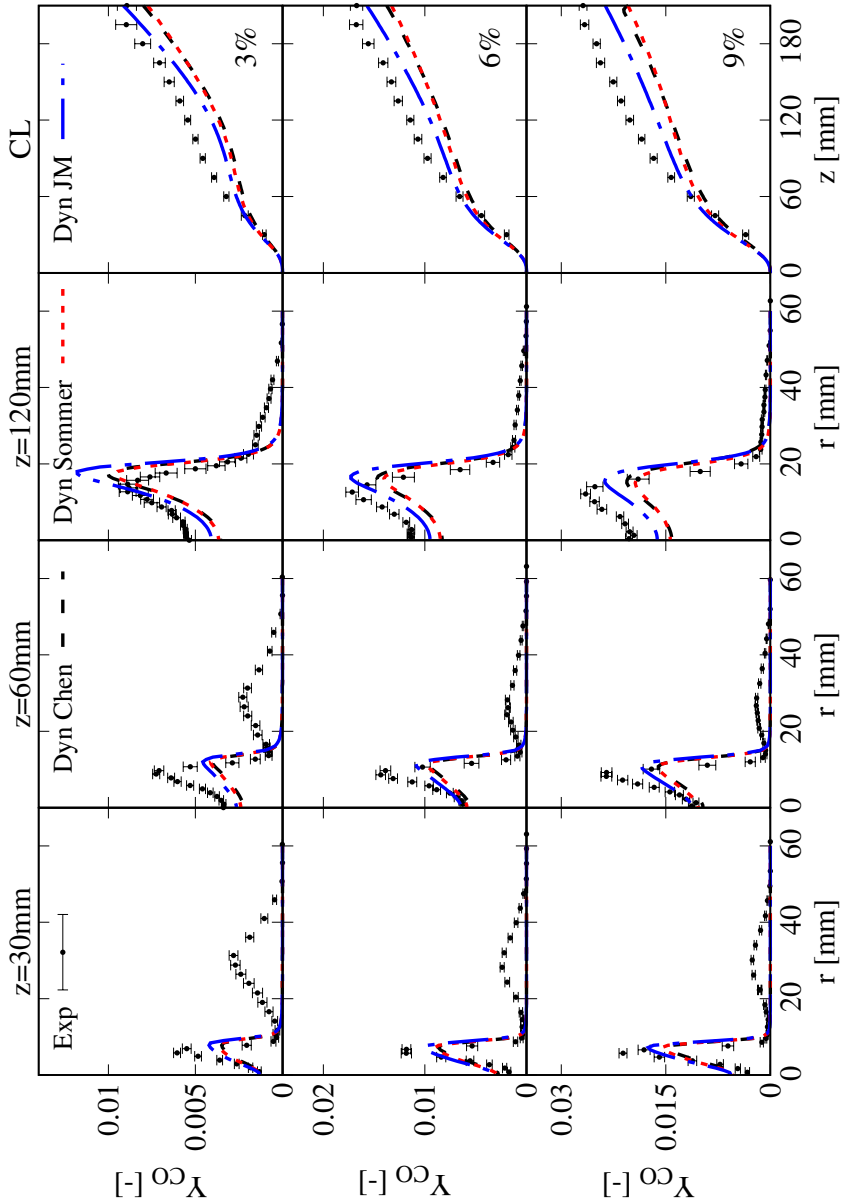 z=30mm z=60mm z=120mm CL
Exp Dyn Chen Dyn Sommer Dyn JM
Y_CO [-]
0.01
0.005
0
3%
Y_CO [-]
0.02
0.01
0
6%
Y_CO [-]
0.03
0.015
0
9%
0 20 40 60 0 20 40 60 0 20 40 60 0 60 120 180
r [mm] r [mm] r [mm] z [mm]